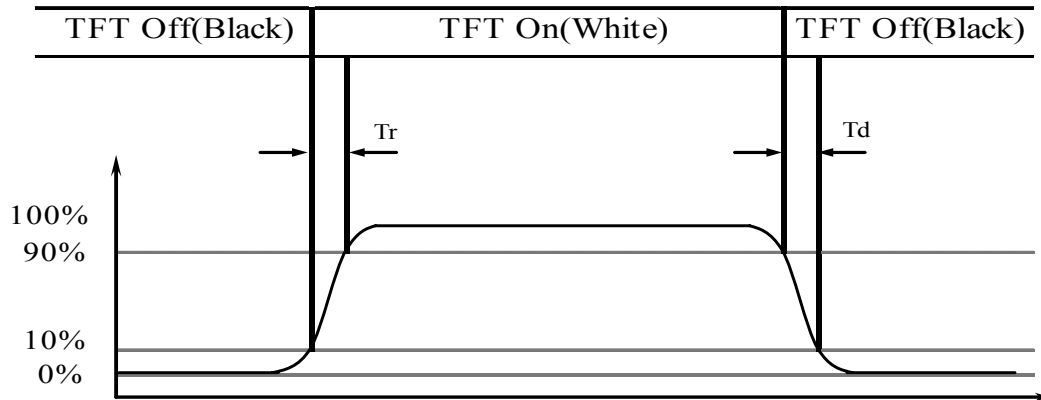 TFT Off(Black) TFT On(White) TFT Off(Black)
Tr Td
100%
90%
10%
0%